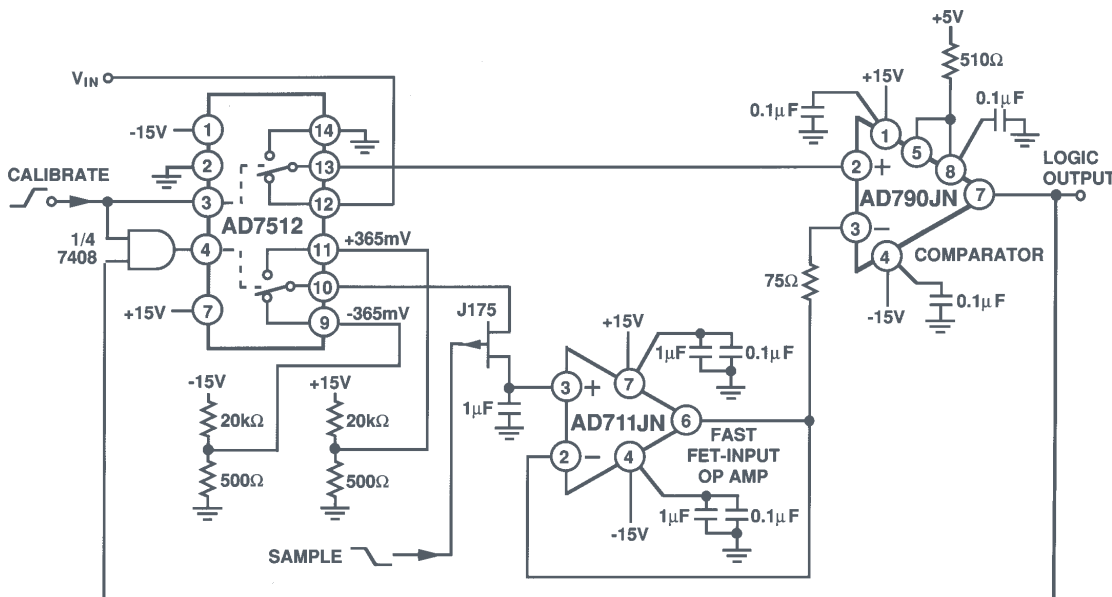 +5V
510Ω
V_IN
+15V
0.1µF
0.1µF
-15V
1
14
1
5
2
13
2
+
8
LOGIC
OUTPUT
CALIBRATE
3
12
AD790JN
7
AD7512
1/4
7408
4
11
+365mV
3
−
4
COMPARATOR
75Ω
10
J175
0.1µF
+15V
7
9
-365mV
+15V
-15V
1µF
0.1µF
-15V
+15V
3
+
7
1µF
20kΩ
20kΩ
AD711JN
6
FAST
FET-INPUT
OP AMP
2
−
4
500Ω
500Ω
1µF
0.1µF
-15V
SAMPLE